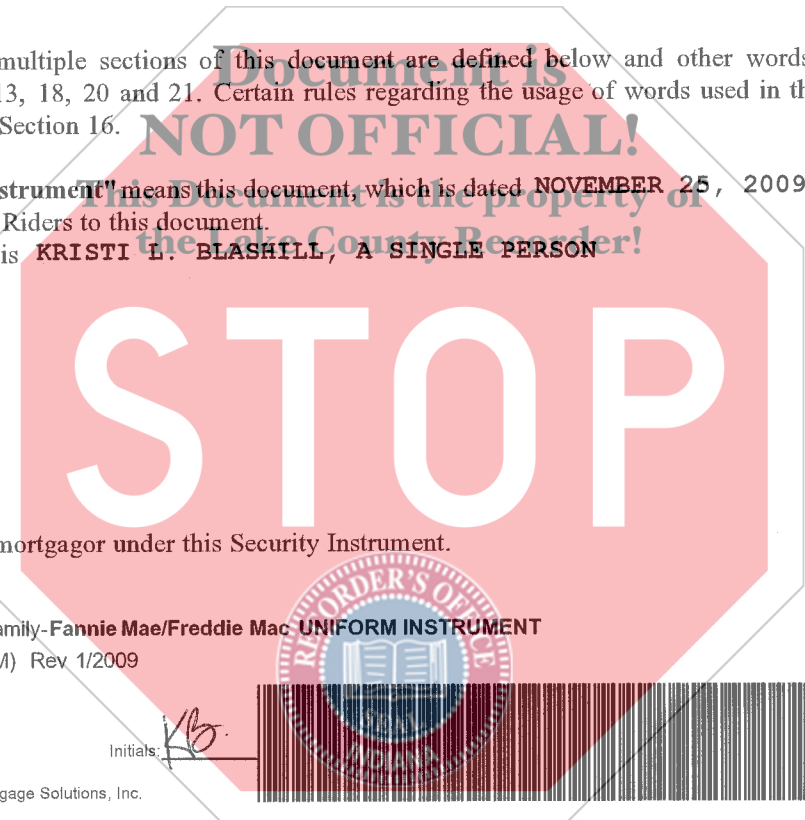 multiple sections of this document are defined below and other words
Document is
13, 18, 20 and 21. Certain rules regarding the usage of words used in th
Section 16.
NOT OFFICIAL!
strument" means this document, which is dated NOVEMBER 25, 2009
This Document is the property of
Riders to this document.
the Lake County Recorder!
is KRISTI L. BLASHILL, A SINGLE PERSON
STOP
mortgagor under this Security Instrument.
RECORDER'S OFFICE
amily-Fannie Mae/Freddie Mac UNIFORM INSTRUMENT
M) Rev 1/2009
SEAL
Initials: KB.
INDIANA
gage Solutions, Inc.